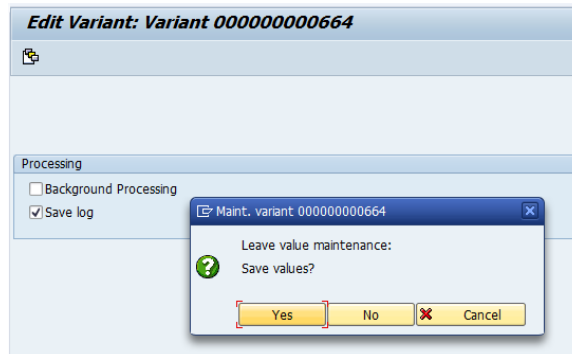 Edit Variant: Variant 000000000664
Processing
Background Processing
Save log
Maint. variant 000000000664
Leave value maintenance:
Save values?
Yes No Cancel